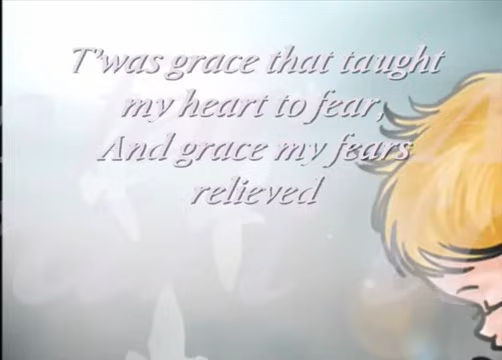 T'was grace that taught
my heart to fear,
And grace my fears
relieved